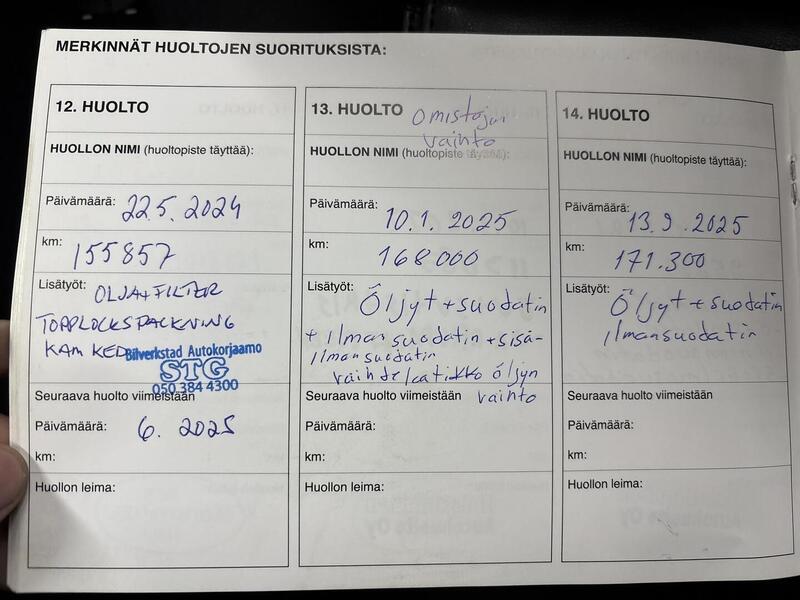 MERKINNÄT HUOLTOJEN SUORITUKSISTA:
12. HUOLTO
HUOLLON NIMI (huoltopiste täyttää):
Päivämäärä: 22.5. 2024
km: 155857
Lisätyöt: OLJA+FILTER
TOPPLOCKSPACKNING
KAM KED
Bilverkstad Autokorjaamo
STG
050 384 4300
Seuraava huolto viimeistään
Päivämäärä: 6. 2025
km:
Huollon leima:
13. HUOLTO omistajan
vaihto
HUOLLON NIMI (huoltopiste täyttää):
Päivämäärä: 10.1. 2025
km: 168000
Lisätyöt: Öljyt + suodatin
+ ilmansuodatin + sisä-
ilmansuodatin
vaihdelaatikko öljyn
vaihto
Seuraava huolto viimeistään
Päivämäärä:
km:
Huollon leima:
14. HUOLTO
HUOLLON NIMI (huoltopiste täyttää):
Päivämäärä: 13.9.2025
km: 171.300
Lisätyöt: Öljyt + suodatin
ilmansuodatin
Seuraava huolto viimeistään
Päivämäärä:
km:
Huollon leima: